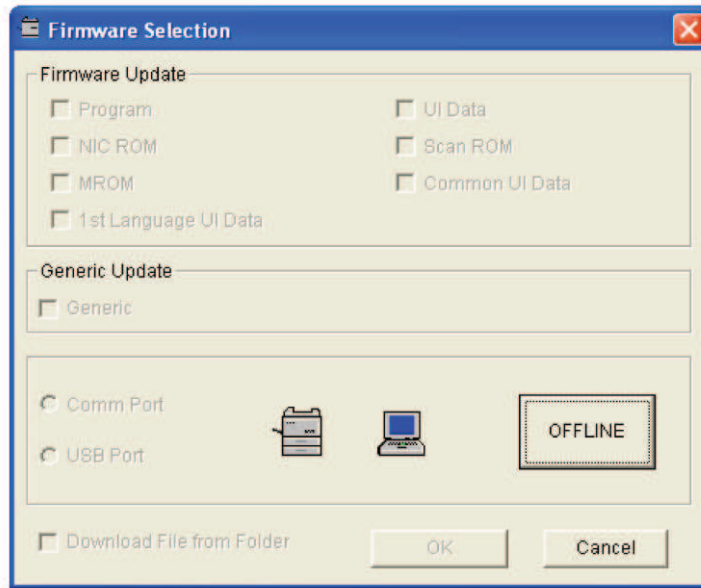 Firmware Selection
Firmware Update
Program
UI Data
NIC ROM
Scan ROM
MROM
Common UI Data
1st Language UI Data
Generic Update
Generic
Comm Port
USB Port
OFFLINE
Download File from Folder
OK
Cancel